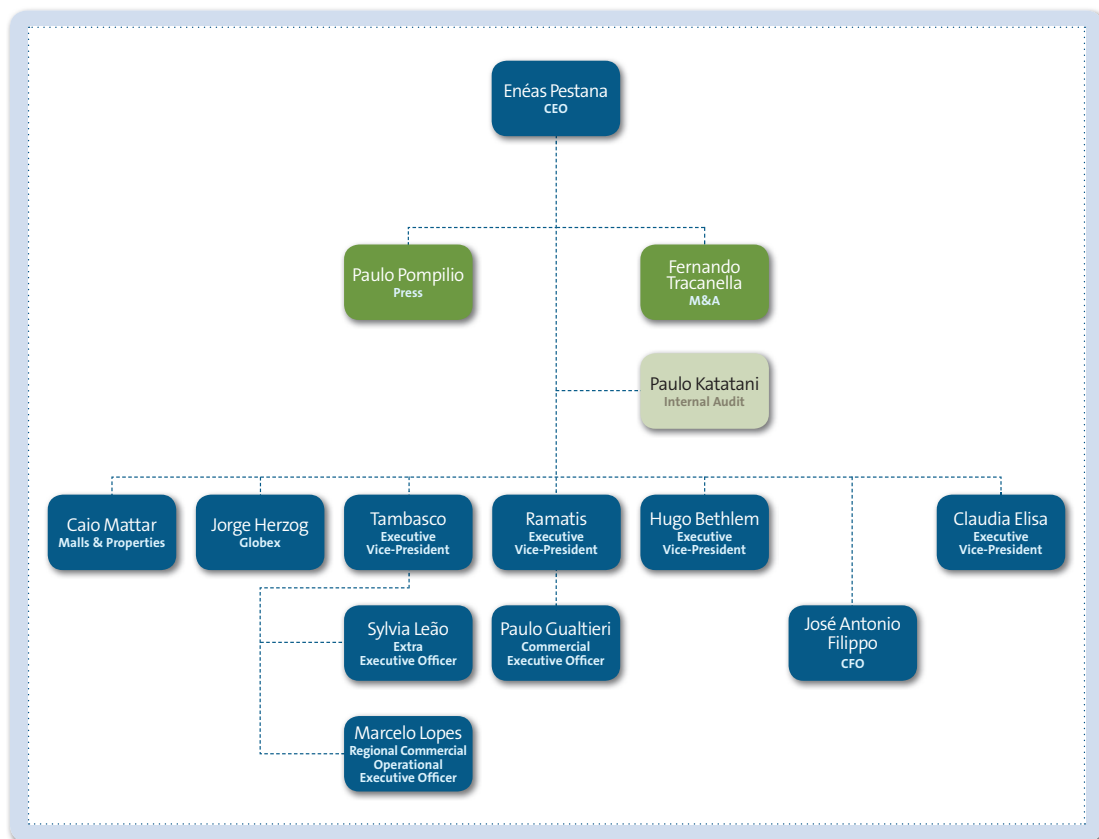 Enéas Pestana
CEO
Paulo Pompilio
Press
Fernando
Tracanella
M&A
Paulo Katatani
Internal Audit
Caio Mattar
Malls & Properties
Jorge Herzog
Globex
Tambasco
Executive
Vice-President
Ramatis
Executive
Vice-President
Hugo Bethlem
Executive
Vice-President
Claudia Elisa
Executive
Vice-President
Sylvia Leão
Extra
Executive Officer
Paulo Gualtieri
Commercial
Executive Officer
José Antonio
Filippo
CFO
Marcelo Lopes
Regional Commercial
Operational
Executive Officer